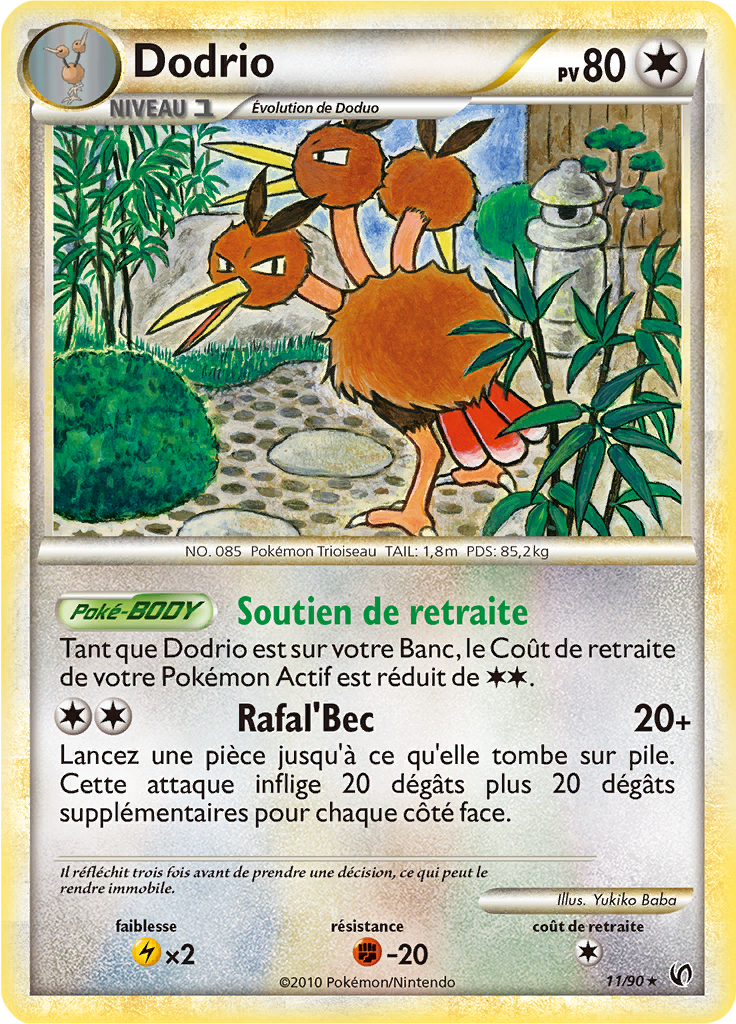 Dodrio
PV 80
NIVEAU 1
Évolution de Doduo
NO. 085 Pokémon Trioiseau TAIL: 1,8m PDS: 85,2kg
Poké-BODY Soutien de retraite
Tant que Dodrio est sur votre Banc, le Coût de retraite
de votre Pokémon Actif est réduit de ✶✶.
Rafal'Bec 20+
Lancez une pièce jusqu'à ce qu'elle tombe sur pile.
Cette attaque inflige 20 dégâts plus 20 dégâts
supplémentaires pour chaque côté face.
Il réfléchit trois fois avant de prendre une décision, ce qui peut le
rendre immobile.
Illus. Yukiko Baba
faiblesse résistance coût de retraite
×2 -20
©2010 Pokémon/Nintendo
11/90 ★